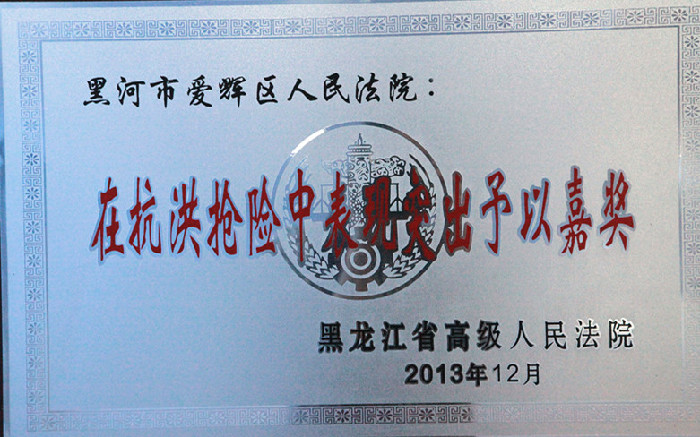 黑河市爱辉区人民法院：
在抗洪抢险中表现突出予以嘉奖
黑龙江省高级人民法院
2013年12月